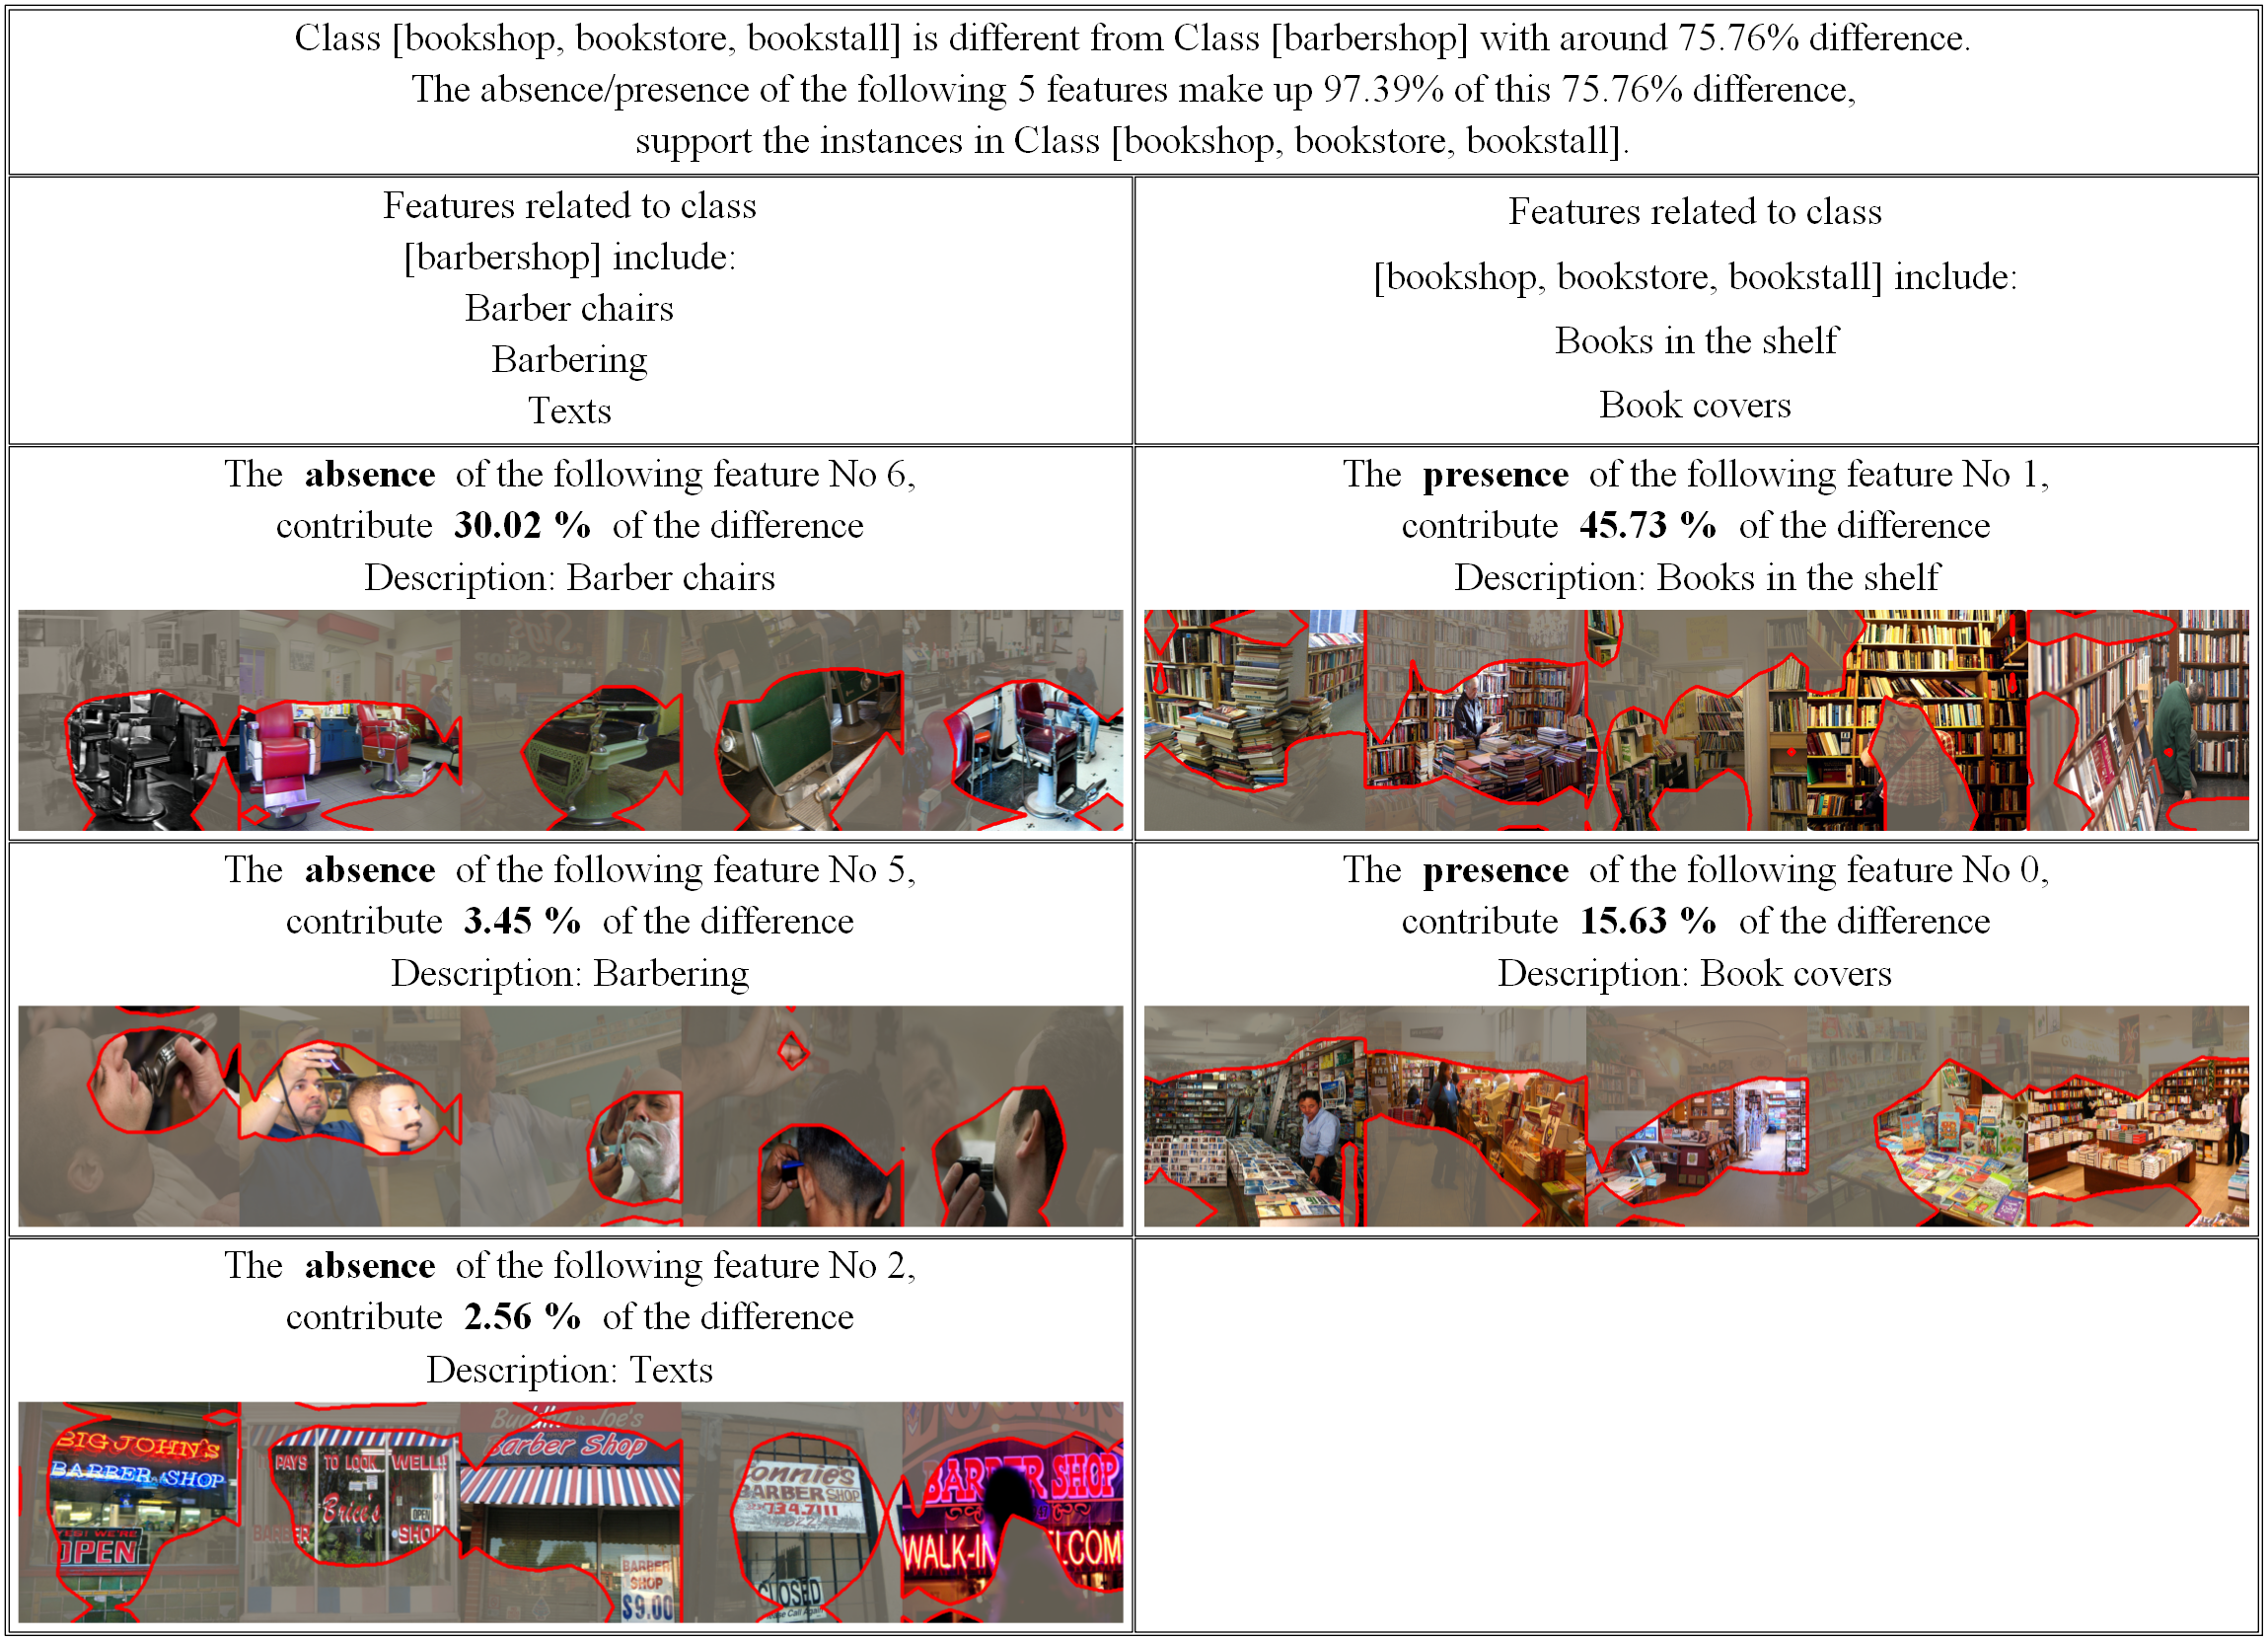 Class [bookshop, bookstore, bookstall] is different from Class [barbershop] with around 75.76% difference.
The absence/presence of the following 5 features make up 97.39% of this 75.76% difference,
support the instances in Class [bookshop, bookstore, bookstall].
Features related to class
[barbershop] include:
Barber chairs
Barbering
Texts
Features related to class
[bookshop, bookstore, bookstall] include:
Books in the shelf
Book covers
The absence of the following feature No 6,
contribute 30.02 % of the difference
Description: Barber chairs
The presence of the following feature No 1,
contribute 45.73 % of the difference
Description: Books in the shelf
The absence of the following feature No 5,
contribute 3.45 % of the difference
Description: Barbering
The presence of the following feature No 0,
contribute 15.63 % of the difference
Description: Book covers
The absence of the following feature No 2,
contribute 2.56 % of the difference
Description: Texts
BIG JOHN'S
BARBER SHOP
YES! WE'RE
OPEN
PAYS TO LOOK WELL!!
Brice's
OPEN
BARBER SHOP
Buddha & Joe's
Barber Shop
BARBER
SHOP
$9.00
Connie's
BARBER SHOP
734.7111
CLOSED
Please Call Again
BARBER SHOP
WALK-IN ELCOM